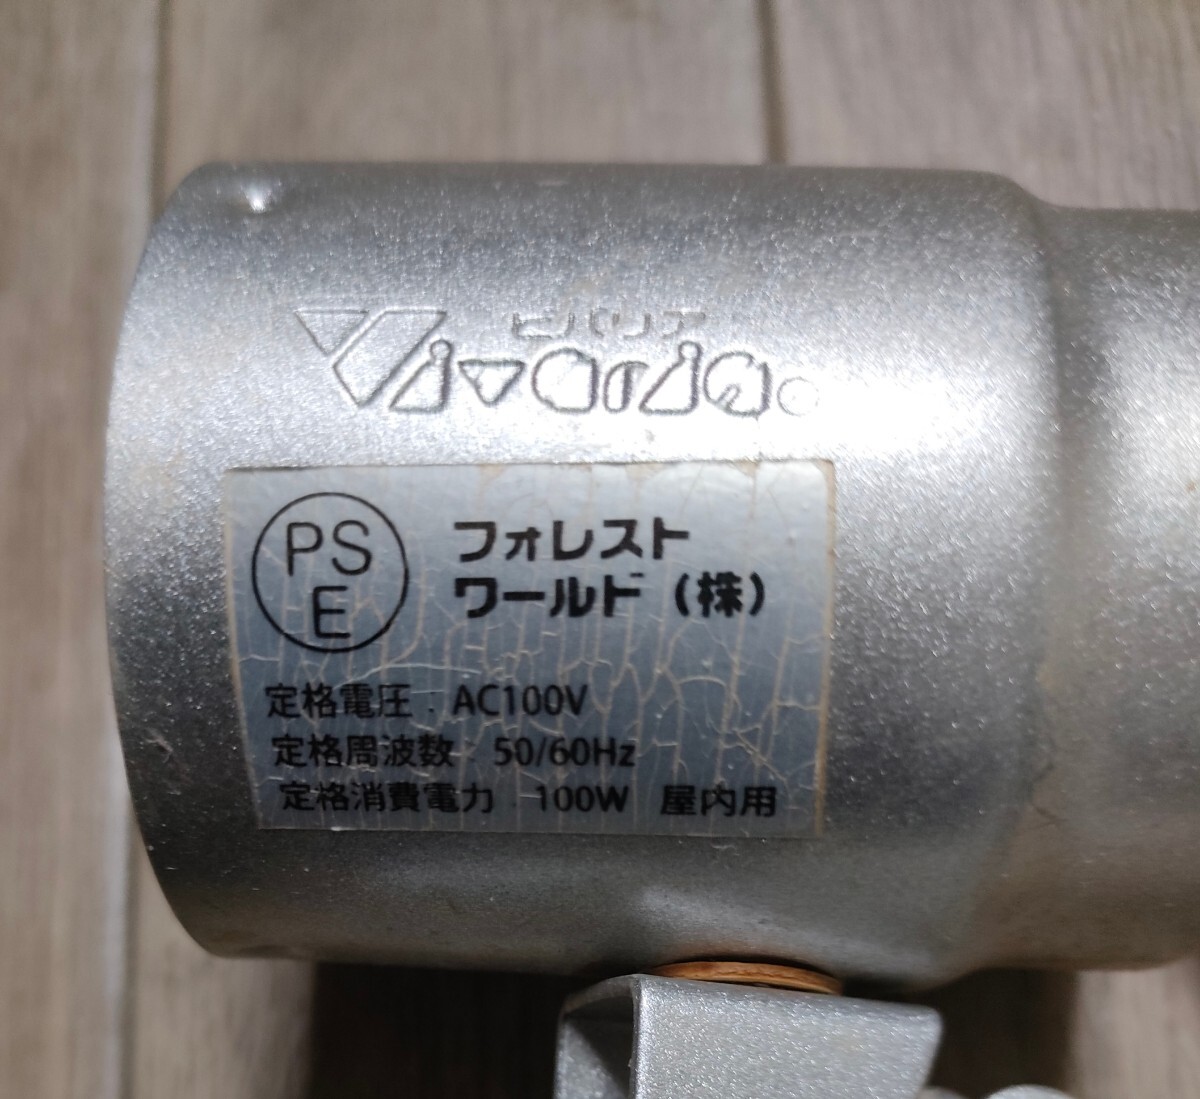 ビバリア
Vivaria®
PS
E
フォレスト
ワールド（株）
定格電圧：AC100V
定格周波数：50/60Hz
定格消費電力：100W 屋内用